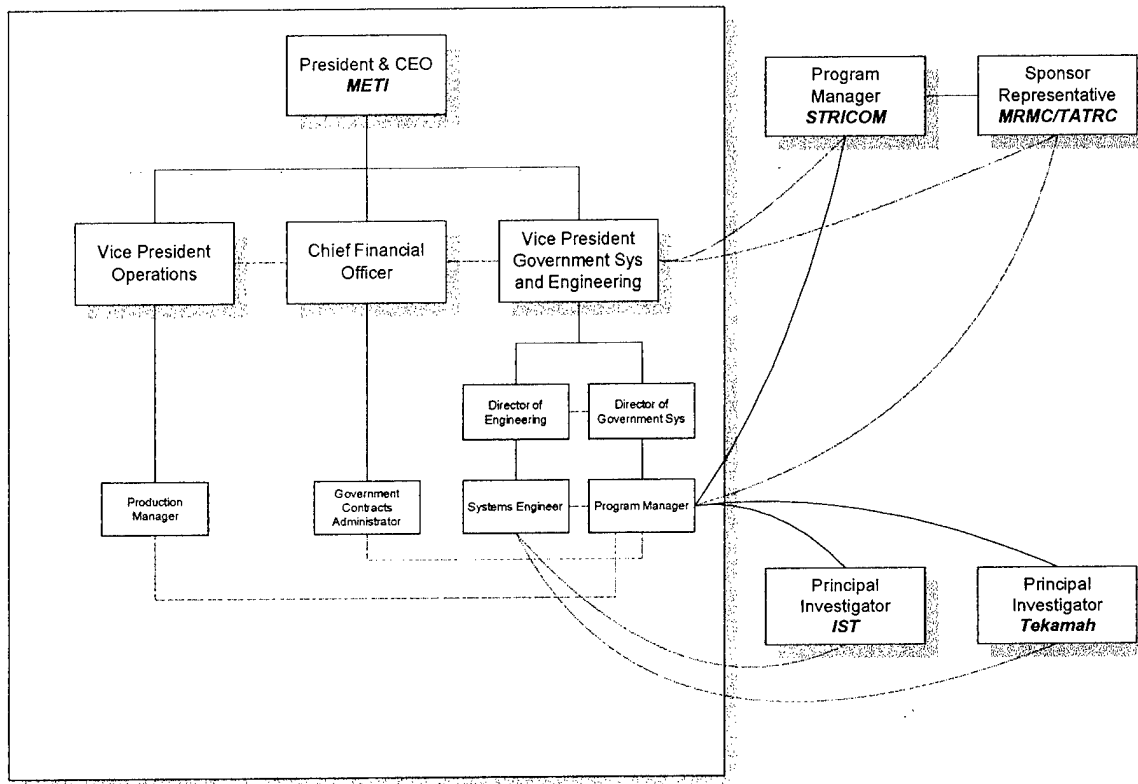 President & CEO
METI
Program
Manager
STRICOM
Sponsor
Representative
MRMC/TATRC
Vice President
Operations
Chief Financial
Officer
Vice President
Government Sys
and Engineering
Director of
Engineering
Director of
Government Sys
Production
Manager
Government
Contracts
Administrator
Systems Engineer
Program Manager
Principal
Investigator
IST
Principal
Investigator
Tekamah